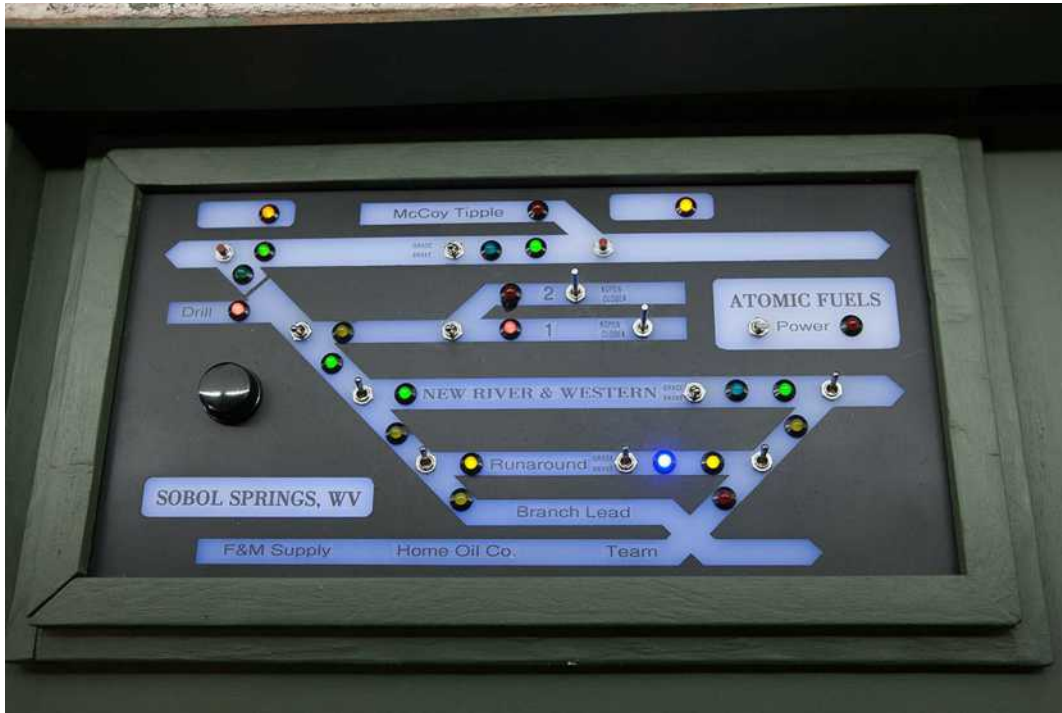 McCoy Tipple
2
Drill
1
ATOMIC FUELS
Power
NEW RIVER & WESTERN
Runaround
SOBOL SPRINGS, WV
Branch Lead
F&M Supply Home Oil Co. Team